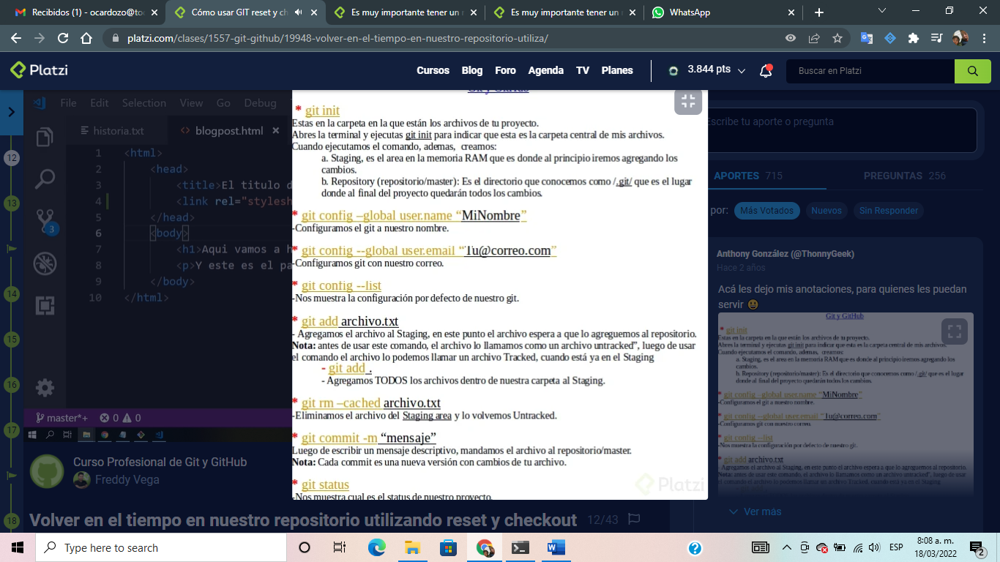 Recibidos (1) - ocardozo@to
Cómo usar GIT reset y ch
Es muy importante tener un
Es muy importante tener un
WhatsApp
platzi.com/clases/1557-git-github/19948-volver-en-el-tiempo-en-nuestro-repositorio-utiliza/
Platzi
Cursos
Blog
Foro
Agenda
TV
Planes
3.844 pts
Buscar en Platzi
File Edit Selection View Go Debug
historia.txt
<> blogpost.html
1 <html>
2 <head>
3 <title>El titulo d
4 <link rel="stylesh
5 </head>
6 <body>
7 <h1>Aqui vamos a h
8 <p>Y este es el pa
9 </body>
10 </html>
3
master*+ 0 0
12
13
14
15
16
17
18
Git y GitHub
* git init
Estas en la carpeta en la que están los archivos de tu proyecto.
Abres la terminal y ejecutas git init para indicar que esta es la carpeta central de mis archivos.
Cuando ejecutamos el comando, ademas, creamos:
a. Staging, es el area en la memoria RAM que es donde al principio iremos agregando los
cambios.
b. Repository (repositorio/master): Es el directorio que conocemos como /.git/ que es el lugar
donde al final del proyecto quedarán todos los cambios.
* git config –global user.name “MiNombre”
-Configuramos el git a nuestro nombre.
* git config --global user.email “Tu@correo.com”
-Configuramos git con nuestro correo.
* git config --list
-Nos muestra la configuración por defecto de nuestro git.
* git add archivo.txt
- Agregamos el archivo al Staging, en este punto el archivo espera a que lo agreguemos al repositorio.
Nota: antes de usar este comando, el archivo lo llamamos como un archivo untracked”, luego de usar
el comando el archivo lo podemos llamar un archivo Tracked, cuando está ya en el Staging
- git add .
- Agregamos TODOS los archivos dentro de nuestra carpeta al Staging.
* git rm –cached archivo.txt
-Eliminamos el archivo del Staging area y lo volvemos Untracked.
* git commit -m “mensaje”
Luego de escribir un mensaje descriptivo, mandamos el archivo al repositorio/master.
Nota: Cada commit es una nueva versión con cambios de tu archivo.
* git status
-Nos muestra cual es el status de nuestro proyecto.
Platzi
Curso Profesional de Git y GitHub
Freddy Vega
Volver en el tiempo en nuestro repositorio utilizando reset y checkout 12/43
Escribe tu aporte o pregunta
APORTES 715
PREGUNTAS 256
por:
Más Votados
Nuevos
Sin Responder
Anthony González (@ThonnyGeek)
Hace 2 años
Acá les dejo mis anotaciones, para quienes les puedan
servir
Git y GitHub
* git init
Estas en la carpeta en la que están los archivos de tu proyecto.
Abres la terminal y ejecutas git init para indicar que esta es la carpeta central de mis archivos.
Cuando ejecutamos el comando, ademas, creamos:
a. Staging, es el area en la memoria RAM que es donde al principio iremos agregando los
cambios.
b. Repository (repositorio/master): Es el directorio que conocemos como /.git/ que es el lugar
donde al final del proyecto quedarán todos los cambios.
* git config –global user.name “MiNombre”
-Configuramos el git a nuestro nombre.
* git config --global user.email “Tu@correo.com”
-Configuramos git con nuestro correo.
* git config --list
-Nos muestra la configuración por defecto de nuestro git.
* git add archivo.txt
- Agregamos el archivo al Staging, en este punto el archivo espera a que lo agreguemos al repositorio.
Nota: antes de usar este comando, el archivo lo llamamos como un archivo untracked”, luego de usar
el comando el archivo lo podemos llamar un archivo Tracked, cuando está ya en el Staging
Ver más
Type here to search
ESP
8:08 a. m.
18/03/2022
2